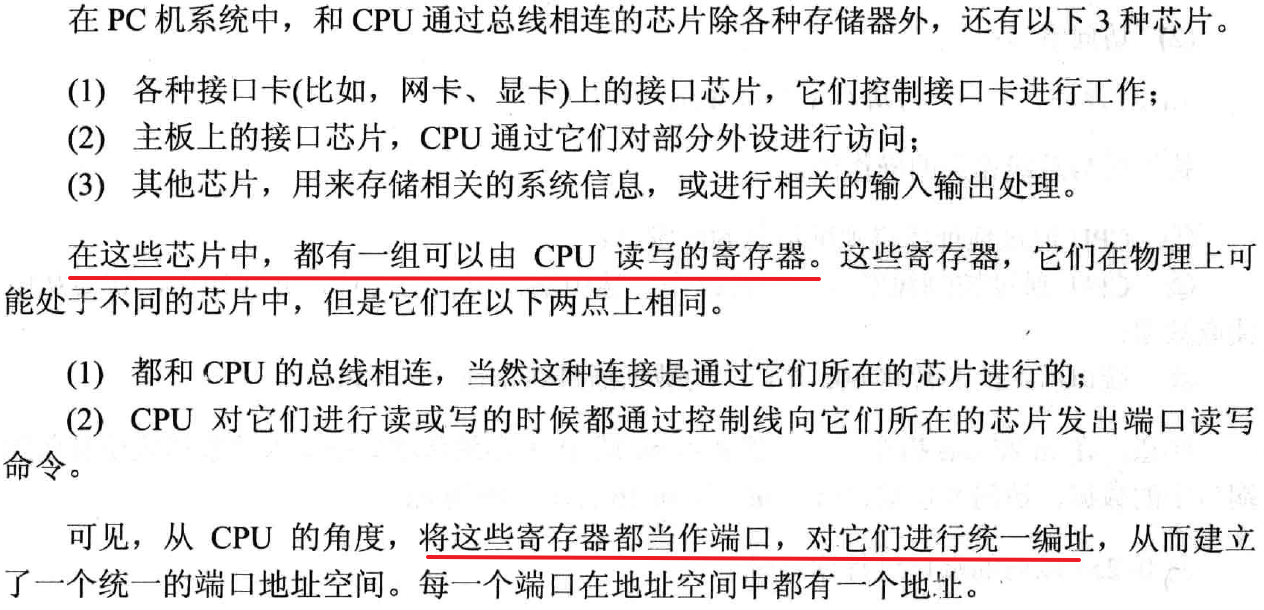 在 PC 机系统中，和 CPU 通过总线相连的芯片除各种存储器外，还有以下 3 种芯片。
(1) 各种接口卡(比如，网卡、显卡)上的接口芯片，它们控制接口卡进行工作；
(2) 主板上的接口芯片，CPU 通过它们对部分外设进行访问；
(3) 其他芯片，用来存储相关的系统信息，或进行相关的输入输出处理。
在这些芯片中，都有一组可以由 CPU 读写的寄存器。这些寄存器，它们在物理上可
能处于不同的芯片中，但是它们在以下两点上相同。
(1) 都和 CPU 的总线相连，当然这种连接是通过它们所在的芯片进行的；
(2) CPU 对它们进行读或写的时候都通过控制线向它们所在的芯片发出端口读写
命令。
可见，从 CPU 的角度，将这些寄存器都当作端口，对它们进行统一编址，从而建立
了一个统一的端口地址空间。每一个端口在地址空间中都有一个地址。